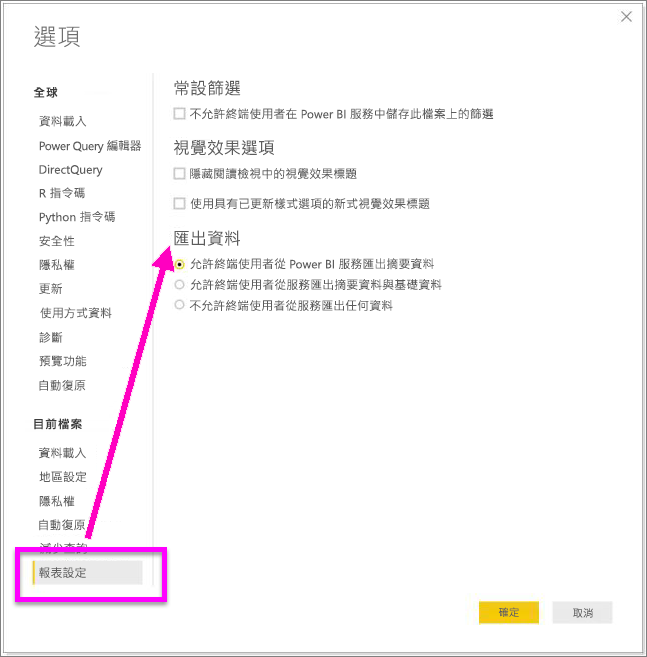 選項
全球
資料載入
Power Query 編輯器
DirectQuery
R 指令碼
Python 指令碼
安全性
隱私權
更新
使用方式資料
診斷
預覽功能
自動復原
目前檔案
資料載入
地區設定
隱私權
自動復原
減少查詢
報表設定
常設篩選
不允許終端使用者在 Power BI 服務中儲存此檔案上的篩選
視覺效果選項
隱藏閱讀檢視中的視覺效果標題
使用具有已更新樣式選項的新式視覺效果標題
匯出資料
允許終端使用者從 Power BI 服務匯出摘要資料
允許終端使用者從服務匯出摘要資料與基礎資料
不允許終端使用者從服務匯出任何資料
確定
取消